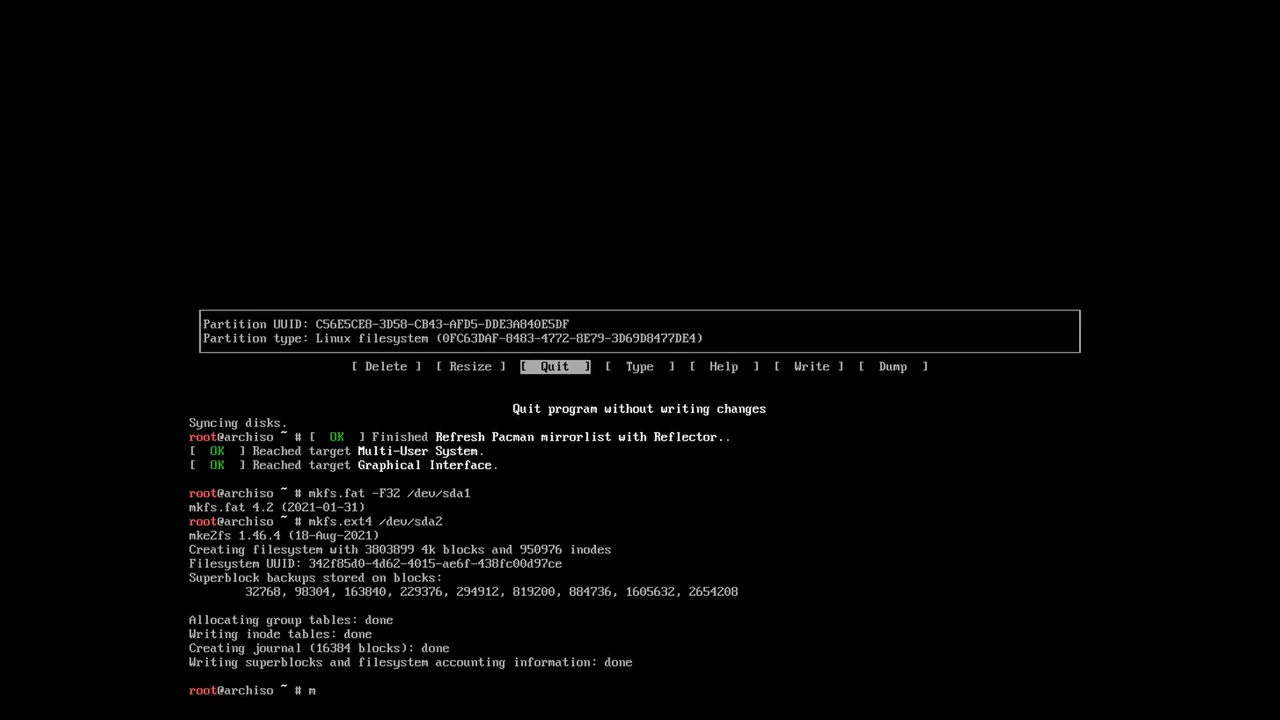 Partition UUID: C56E5CE8-3D58-CB43-AFD5-DDE3A840E5DF
Partition type: Linux filesystem (0FC63DAF-8483-4772-8E79-3D69D8477DE4)
[ Delete ] [ Resize ] [ Quit ] [ Type ] [ Help ] [ Write ] [ Dump ]
Quit program without writing changes
Syncing disks.
root@archiso ~ # [ OK ] Finished Refresh Pacman mirrorlist with Reflector..
[ OK ] Reached target Multi-User System.
[ OK ] Reached target Graphical Interface.
root@archiso ~ # mkfs.fat -F32 /dev/sda1
mkfs.fat 4.2 (2021-01-31)
root@archiso ~ # mkfs.ext4 /dev/sda2
mke2fs 1.46.4 (18-Aug-2021)
Creating filesystem with 3803899 4k blocks and 950976 inodes
Filesystem UUID: 342f85d0-4d62-4015-ae6f-438fc00d97ce
Superblock backups stored on blocks:
32768, 98304, 163840, 229376, 294912, 819200, 884736, 1605632, 2654208
Allocating group tables: done
Writing inode tables: done
Creating journal (16384 blocks): done
Writing superblocks and filesystem accounting information: done
root@archiso ~ # m